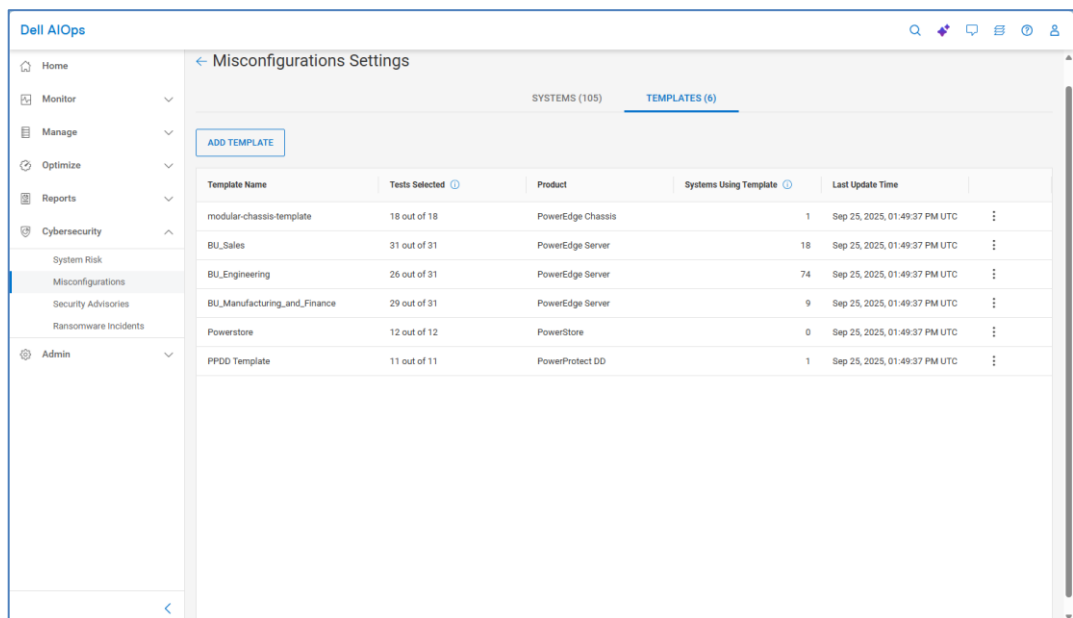 Dell AIOps
Home
Monitor
Manage
Optimize
Reports
Cybersecurity
System Risk
Misconfigurations
Security Advisories
Ransomware Incidents
Admin
← Misconfigurations Settings
SYSTEMS (105) TEMPLATES (6)
ADD TEMPLATE
Template Name Tests Selected Product Systems Using Template Last Update Time
modular-chassis-template 18 out of 18 PowerEdge Chassis 1 Sep 25, 2025, 01:49:37 PM UTC
BU_Sales 31 out of 31 PowerEdge Server 18 Sep 25, 2025, 01:49:37 PM UTC
BU_Engineering 26 out of 31 PowerEdge Server 74 Sep 25, 2025, 01:49:37 PM UTC
BU_Manufacturing_and_Finance 29 out of 31 PowerEdge Server 9 Sep 25, 2025, 01:49:37 PM UTC
Powerstore 12 out of 12 PowerStore 0 Sep 25, 2025, 01:49:37 PM UTC
PPDD Template 11 out of 11 PowerProtect DD 1 Sep 25, 2025, 01:49:37 PM UTC